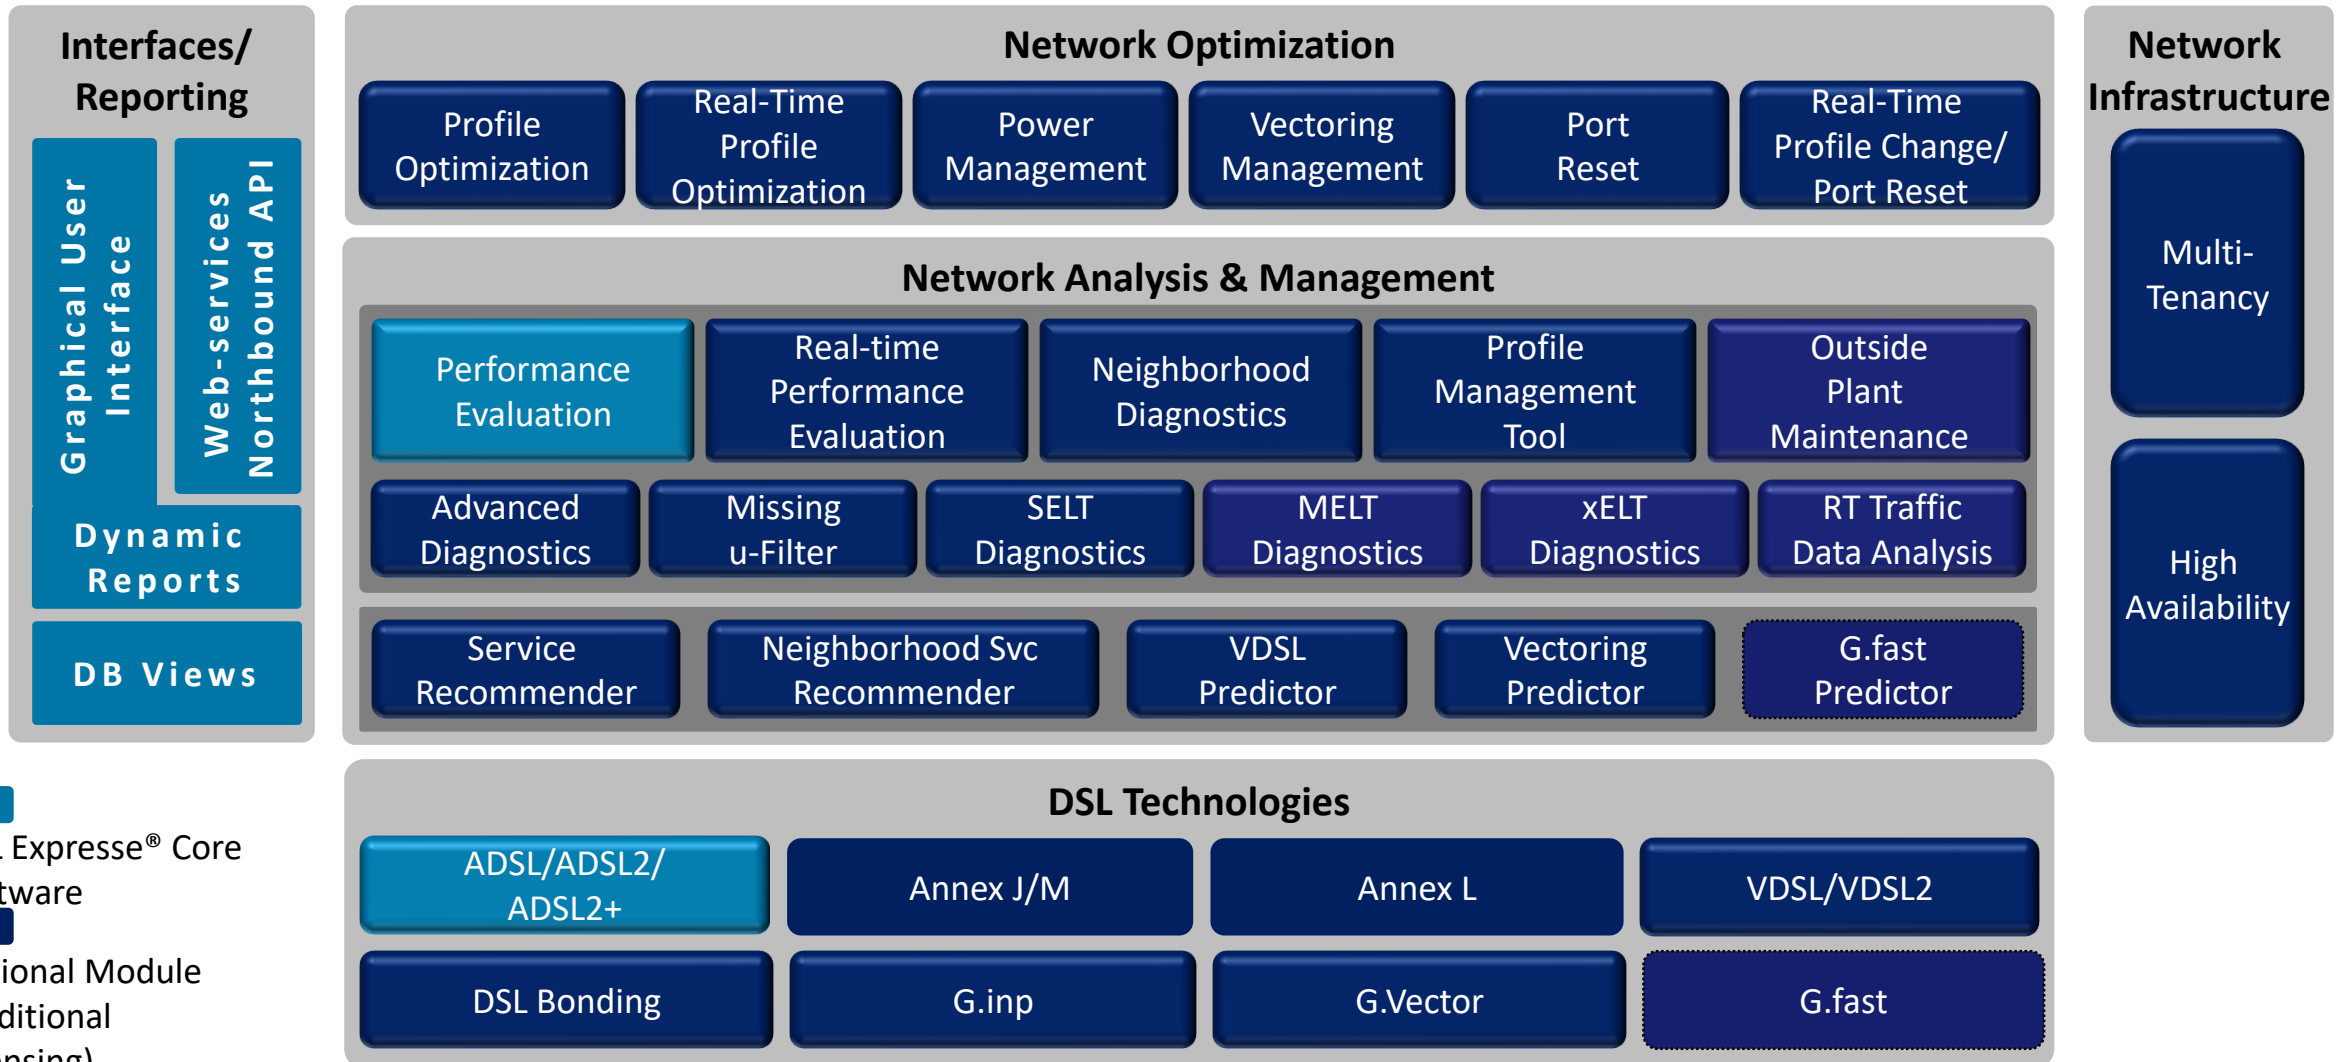 Interfaces/
Reporting
Graphical User
Interface
Web-services
Northbound API
Dynamic
Reports
DB Views
Network Optimization
Profile
Optimization
Real-Time
Profile
Optimization
Power
Management
Vectoring
Management
Port
Reset
Real-Time
Profile Change/
Port Reset
Network Analysis & Management
Performance
Evaluation
Real-time
Performance
Evaluation
Neighborhood
Diagnostics
Profile
Management
Tool
Outside
Plant
Maintenance
Advanced
Diagnostics
Missing
u-Filter
SELT
Diagnostics
MELT
Diagnostics
xELT
Diagnostics
RT Traffic
Data Analysis
Service
Recommender
Neighborhood Svc
Recommender
VDSL
Predictor
Vectoring
Predictor
G.fast
Predictor
Network
Infrastructure
Multi-
Tenancy
High
Availability
DSL Technologies
ADSL/ADSL2/
ADSL2+
Annex J/M
Annex L
VDSL/VDSL2
DSL Bonding
G.inp
G.Vector
G.fast
Expresse® Core
tware
ional Module
ditional
ensing)